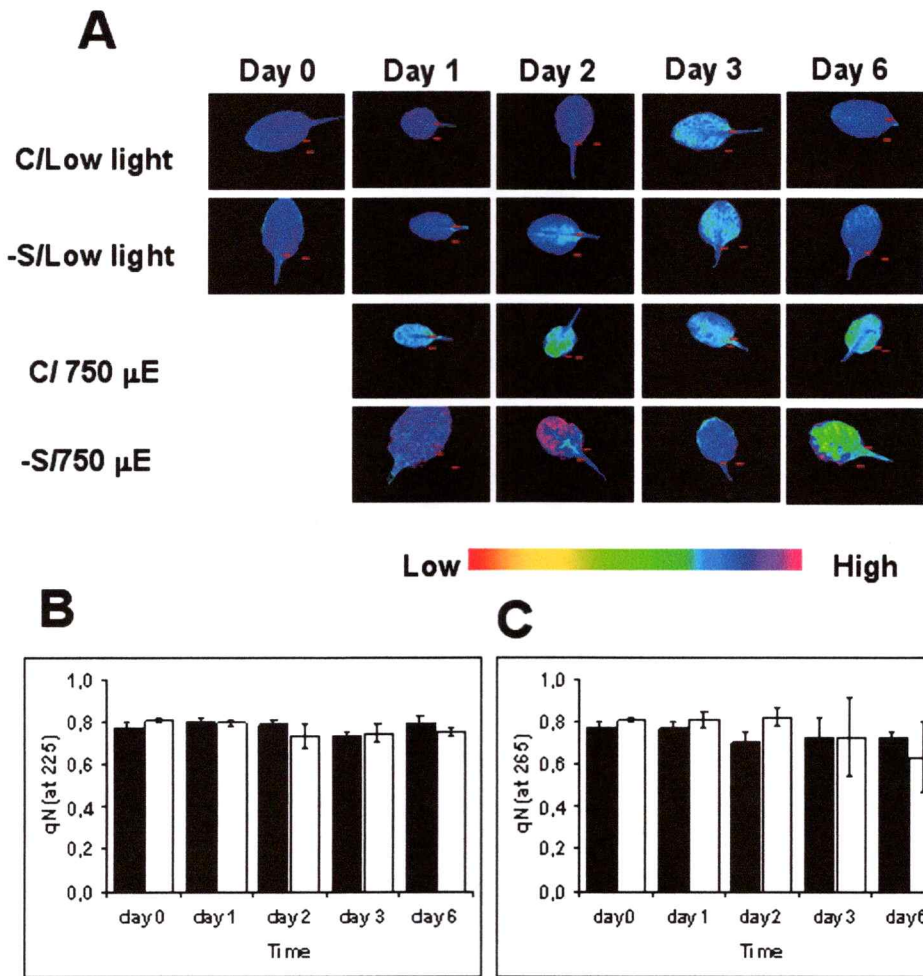 A
Day 0 Day 1 Day 2 Day 3 Day 6
C/Low light
-S/Low light
C/ 750 µE
-S/750 µE
Low High
B
1,0
0,8
0,6
0,4
0,2
0,0
qN (at 225)
day 0 day 1 day 2 day 3 day 6
Time
C
1,0
0,8
0,6
0,4
0,2
0,0
qN (at 265)
day0 day 1 day2 day 3 day6
Time